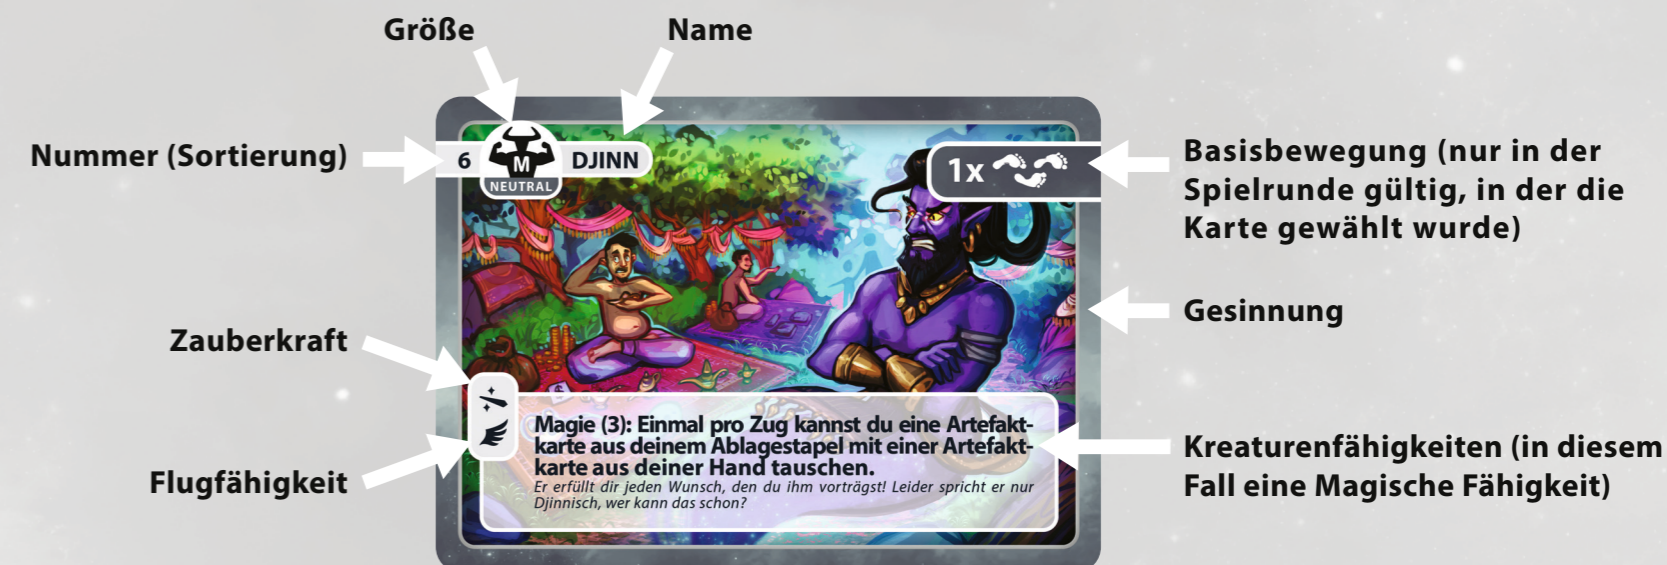 Größe
Name
Nummer (Sortierung)
6
M
NEUTRAL
DJINN
1x
Basisbewegung (nur in der
Spielrunde gültig, in der die
Karte gewählt wurde)
Gesinnung
Zauberkraft
Flugfähigkeit
Magie (3): Einmal pro Zug kannst du eine Artefakt-
karte aus deinem Ablagestapel mit einer Artefakt-
karte aus deiner Hand tauschen.
Er erfüllt dir jeden Wunsch, den du ihm vorträgst! Leider spricht er nur
Djinnisch, wer kann das schon?
Kreaturenfähigkeiten (in diesem
Fall eine Magische Fähigkeit)